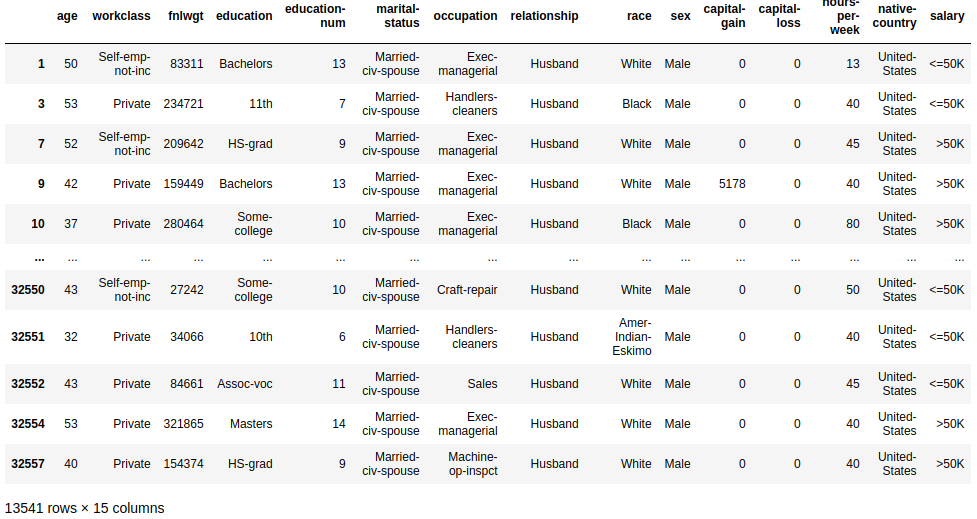 age workclass fnlwgt education education-num marital-status occupation relationship race sex capital-gain capital-loss hours-per-week native-country salary
1 50 Self-emp-not-inc 83311 Bachelors 13 Married-civ-spouse Exec-managerial Husband White Male 0 0 13 United-States <=50K
3 53 Private 234721 11th 7 Married-civ-spouse Handlers-cleaners Husband Black Male 0 0 40 United-States <=50K
7 52 Self-emp-not-inc 209642 HS-grad 9 Married-civ-spouse Exec-managerial Husband White Male 0 0 45 United-States >50K
9 42 Private 159449 Bachelors 13 Married-civ-spouse Exec-managerial Husband White Male 5178 0 40 United-States >50K
10 37 Private 280464 Some-college 10 Married-civ-spouse Exec-managerial Husband Black Male 0 0 80 United-States >50K
... ... ... ... ... ... ... ... ... ... ... ... ... ... ... ...
32550 43 Self-emp-not-inc 27242 Some-college 10 Married-civ-spouse Craft-repair Husband White Male 0 0 50 United-States <=50K
32551 32 Private 34066 10th 6 Married-civ-spouse Handlers-cleaners Husband Amer-Indian-Eskimo Male 0 0 40 United-States <=50K
32552 43 Private 84661 Assoc-voc 11 Married-civ-spouse Sales Husband White Male 0 0 45 United-States <=50K
32554 53 Private 321865 Masters 14 Married-civ-spouse Exec-managerial Husband White Male 0 0 40 United-States >50K
32557 40 Private 154374 HS-grad 9 Married-civ-spouse Machine-op-inspct Husband White Male 0 0 40 United-States >50K
13541 rows × 15 columns